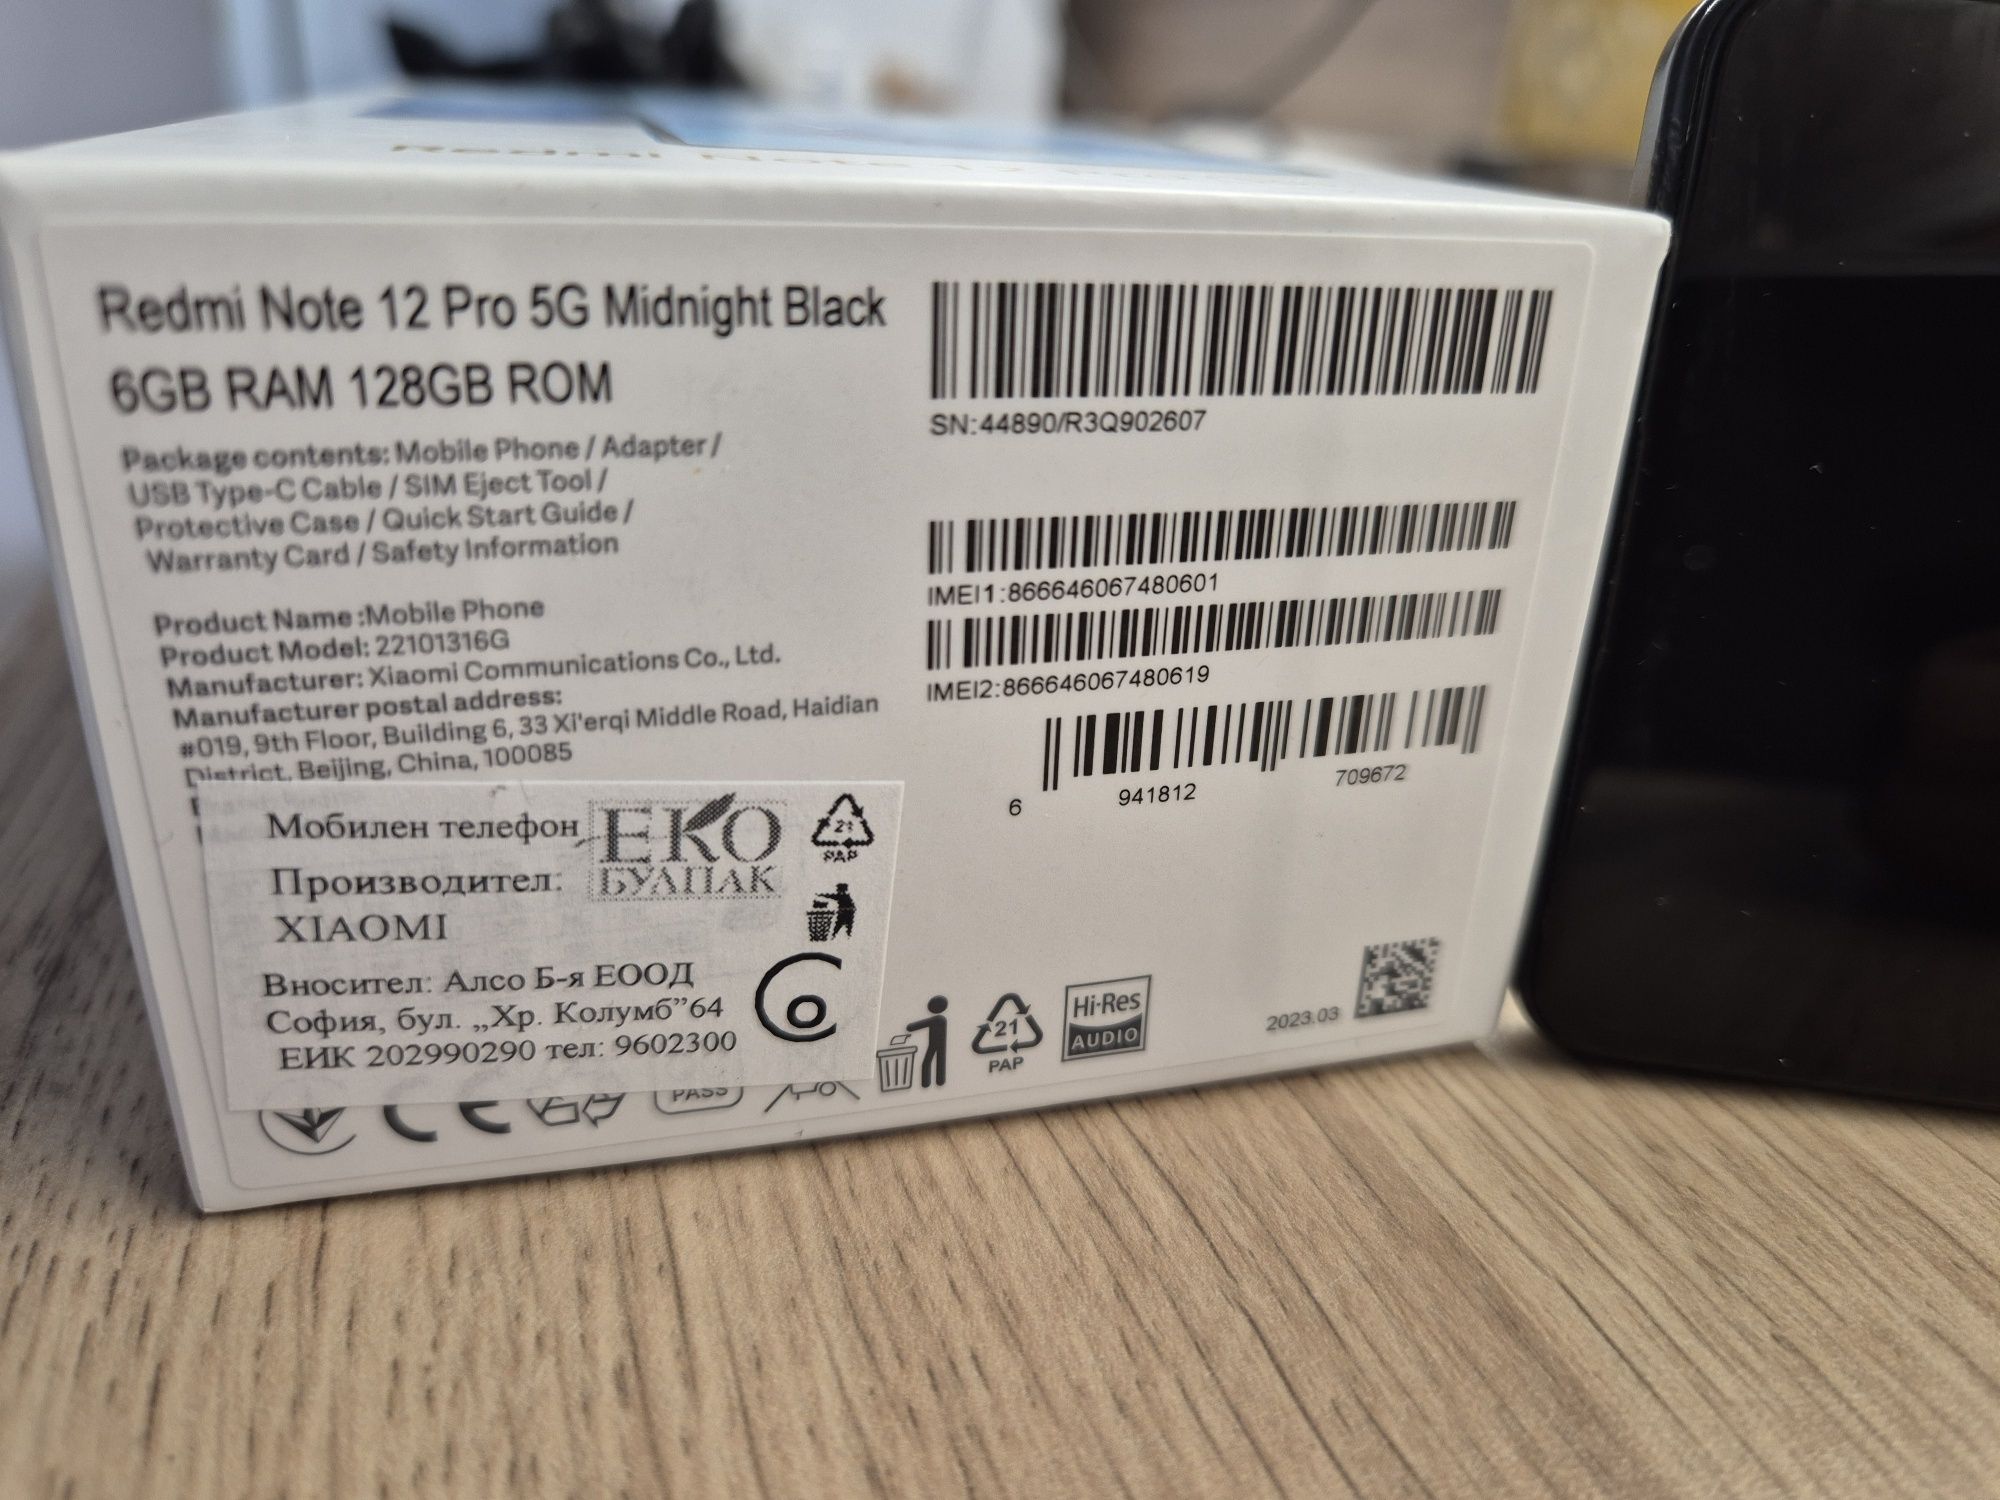 Redmi Note 12 Pro 5G
Redmi Note 12 Pro 5G Midnight Black
6GB RAM 128GB ROM
Package contents: Mobile Phone / Adapter /
USB Type-C Cable / SIM Eject Tool /
Protective Case / Quick Start Guide /
Warranty Card / Safety Information
Product Name :Mobile Phone
Product Model: 22101316G
Manufacturer: Xiaomi Communications Co., Ltd.
Manufacturer postal address:
#019, 9th Floor, Building 6, 33 Xi'erqi Middle Road, Haidian
District, Beijing, China, 100085
Мобилен телефон
Производител:
XIAOMI
ЕКО
БУЛПАК
21
PAP
Вносител: Алсо Б-я ЕООД
София, бул. „Хр. Колумб”64
ЕИК 202990290 тел: 9602300
PASS
SN:44890/R3Q902607
IMEI1:866646067480601
IMEI2:866646067480619
6 941812 709672
21
PAP
Hi-Res
AUDIO
2023.03